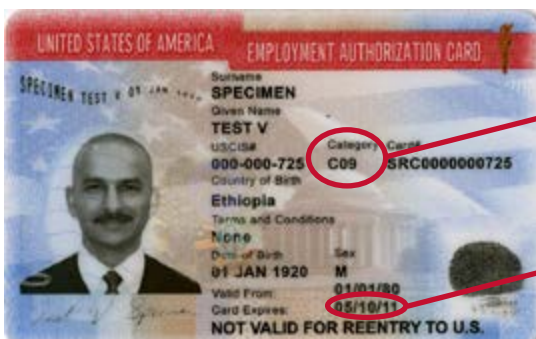 UNITED STATES OF AMERICA
EMPLOYMENT AUTHORIZATION CARD
SPECIMEN TEST V 01 JAN
Surname
SPECIMEN
Given Name
TEST V
USCIS# Category Card#
000-000-725 C09 SRC0000000725
Country of Birth
Ethiopia
Terms and Conditions
None
Date of Birth Sex
01 JAN 1920 M
Valid From: 01/01/80
Card Expires: 05/10/11
NOT VALID FOR REENTRY TO U.S.